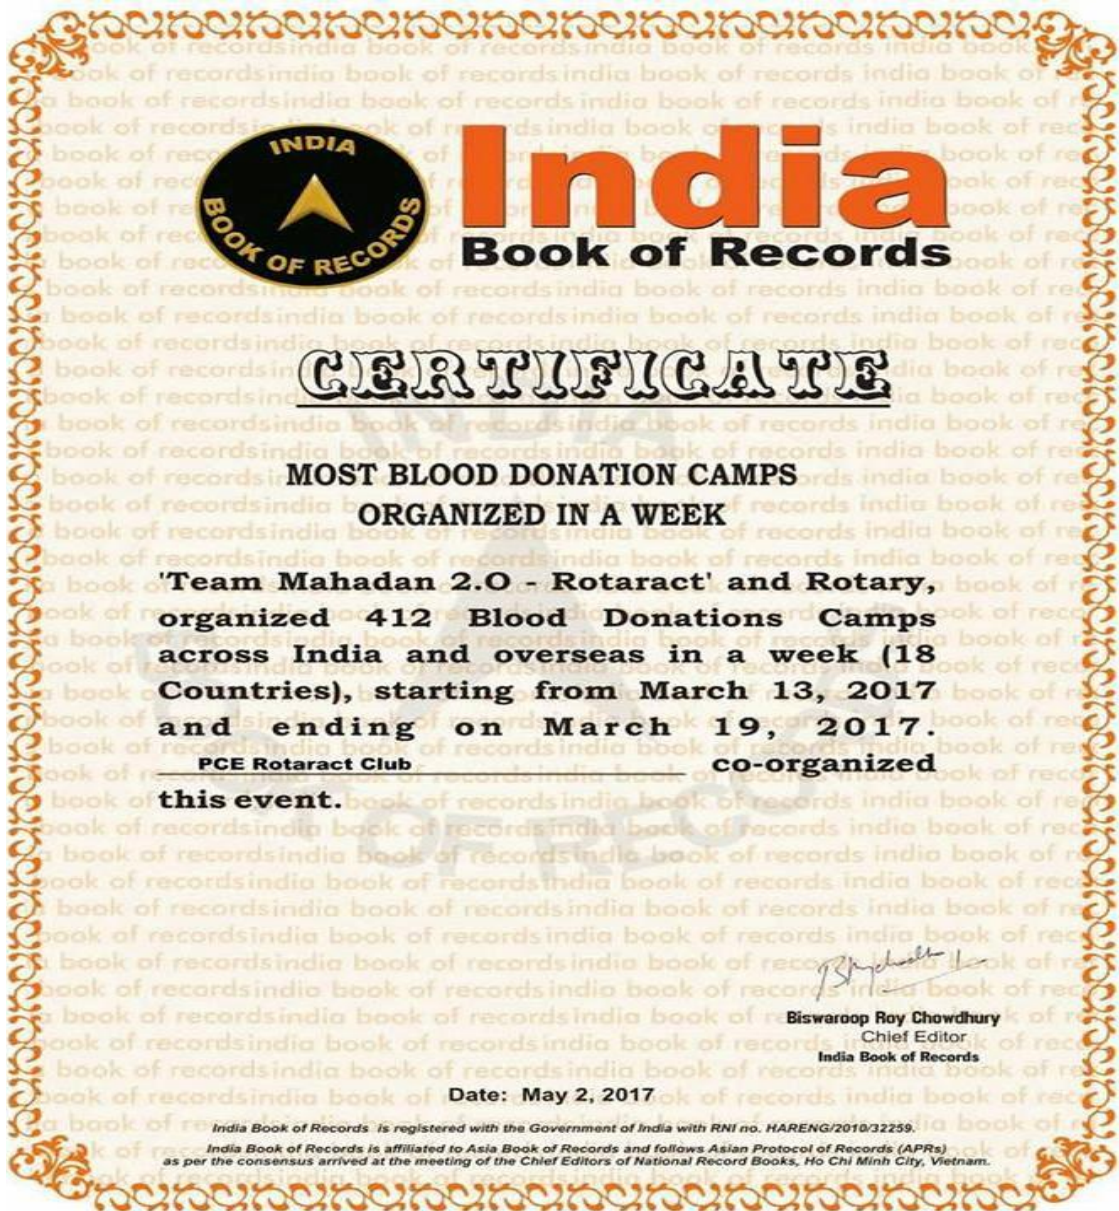 INDIA
BOOK OF RECORDS
India
Book of Records
CERTIFICATE
MOST BLOOD DONATION CAMPS
ORGANIZED IN A WEEK
'Team Mahadan 2.O - Rotaract' and Rotary,
organized 412 Blood Donations Camps
across India and overseas in a week (18
Countries), starting from March 13, 2017
and ending on March 19, 2017.
PCE Rotaract Club co-organized
this event.
Biswaroop Roy Chowdhury
Chief Editor
India Book of Records
Date: May 2, 2017
India Book of Records is registered with the Government of India with RNI no. HARENG/2010/32259.
India Book of Records is affiliated to Asia Book of Records and follows Asian Protocol of Records (APRs)
as per the consensus arrived at the meeting of the Chief Editors of National Record Books, Ho Chi Minh City, Vietnam.